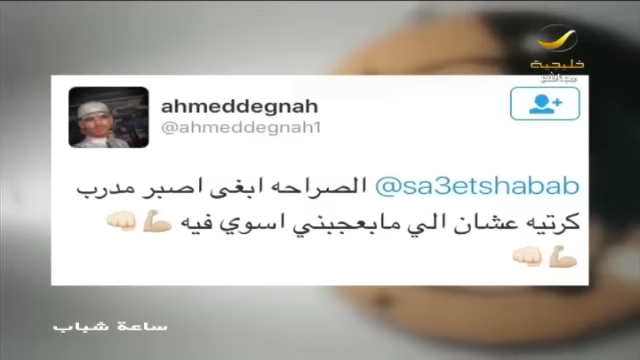 خليجية
مباشر
ahmeddegnah
@ahmeddegnah1
@sa3etshabab الصراحه ابغى اصبر مدرب
كرتيه عشان الي مابعجبني اسوي فيه 💪🏻👊🏻
💪🏻👊🏻
ساعة شباب